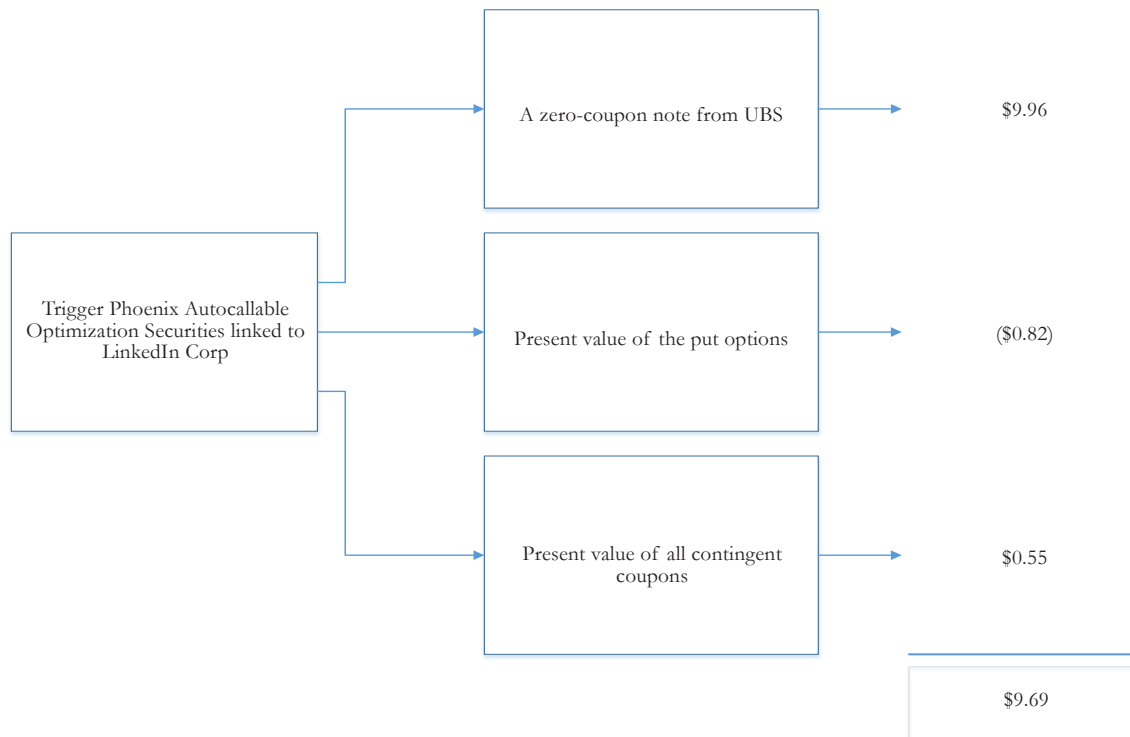 A zero-coupon note from UBS
$9.96
Trigger Phoenix Autocallable
Optimization Securities linked to
LinkedIn Corp
Present value of the put options
($0.82)
Present value of all contingent
coupons
$0.55
$9.69